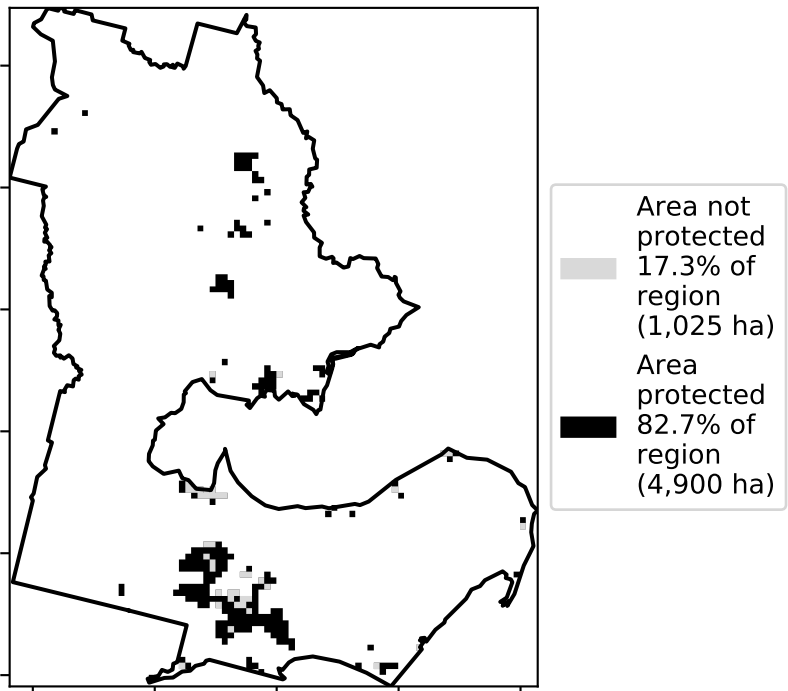 Area not
protected
17.3% of
region
(1,025 ha)
Area
protected
82.7% of
region
(4,900 ha)